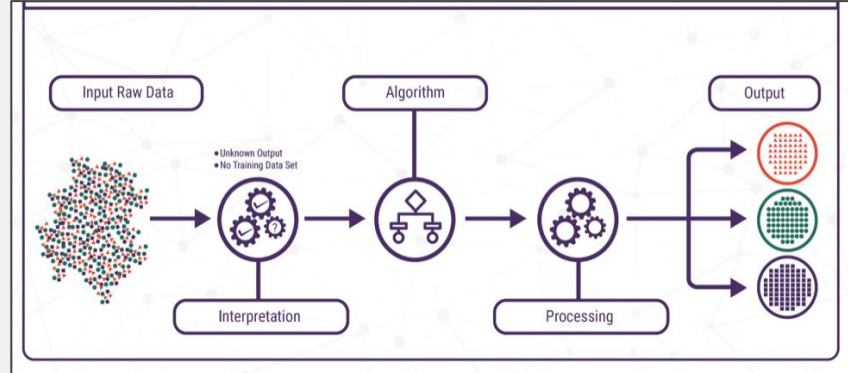 Input Raw Data
Algorithm
Output
• Unknown Output
• No Training Data Set
?
Interpretation
Processing